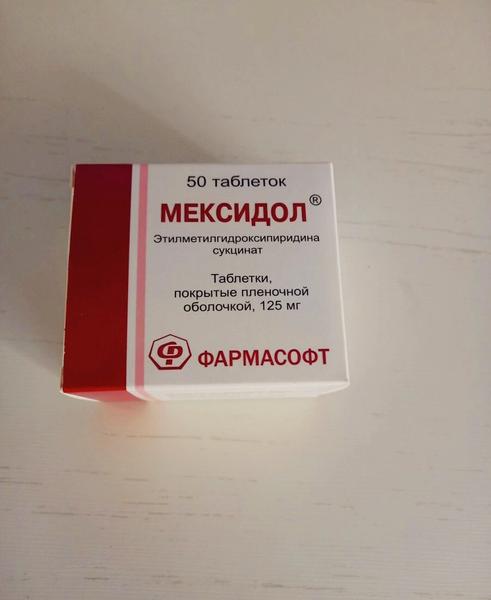 50 таблеток
МЕКСИДОЛ®
Этилметилгидроксипиридина
сукцинат
Таблетки,
покрытые пленочной
оболочкой, 125 мг
ФАРМАСОФТ